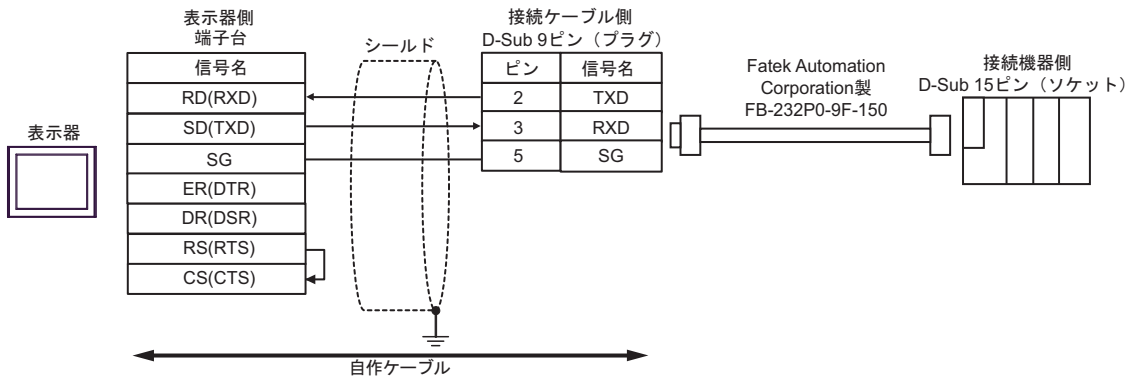 表示器
表示器側
端子台
信号名
RD(RXD)
SD(TXD)
SG
ER(DTR)
DR(DSR)
RS(RTS)
CS(CTS)
シールド
接続ケーブル側
D-Sub 9ピン（プラグ）
ピン 信号名
2 TXD
3 RXD
5 SG
Fatek Automation
Corporation製
FB-232P0-9F-150
接続機器側
D-Sub 15ピン（ソケット）
自作ケーブル